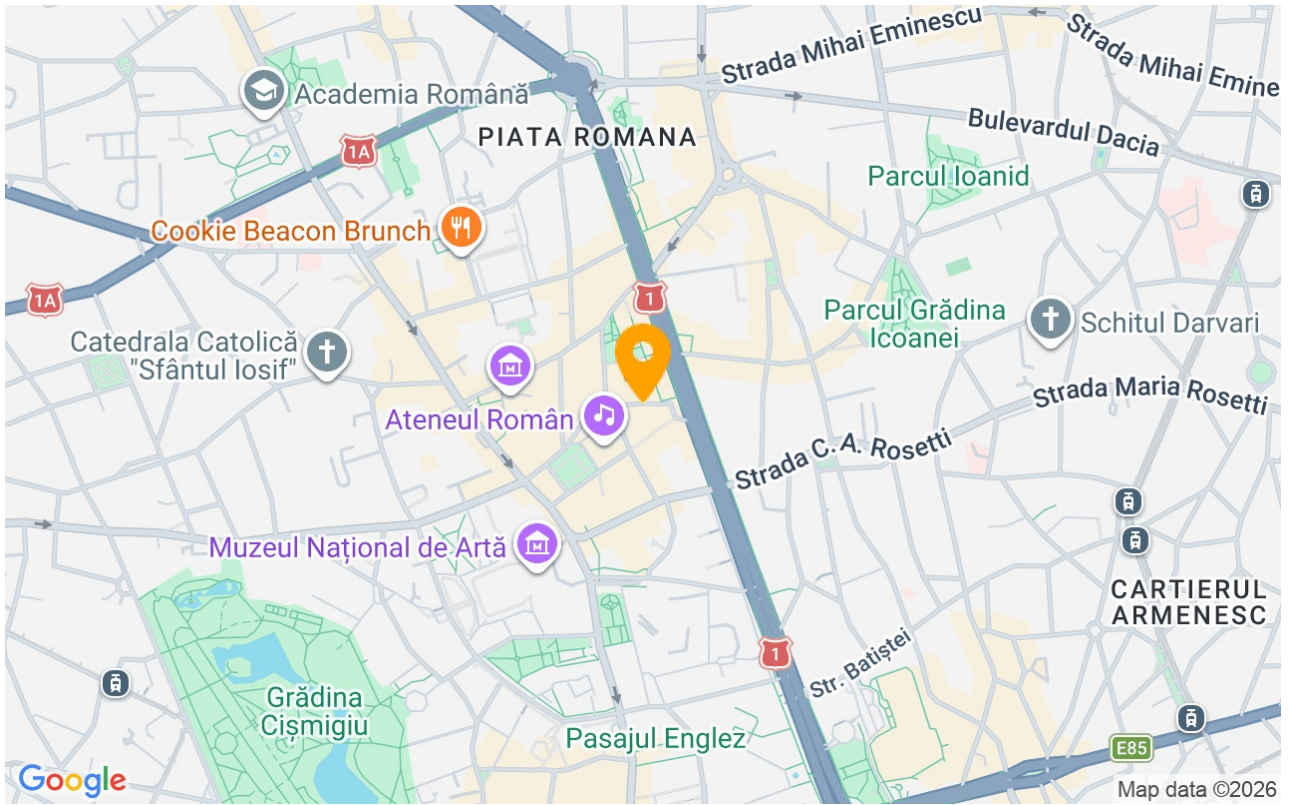 Strada Mihai Eminescu
Strada Mihai Emine
Academia Română
PIATA ROMANA
1A
Bulevardul Dacia
Parcul Ioanid
Cookie Beacon Brunch
1A
1
Parcul Grădina
Icoanei
Schitul Darvari
Catedrala Catolică
"Sfântul Iosif"
M
Ateneul Român
Strada Maria Rosetti
Strada C. A. Rosetti
Muzeul Național de Artă
M
CARTIERUL
ARMENESC
1
Str. Batiștei
Grădina
Cișmigiu
Pasajul Englez
E85
Google
Map data ©2026